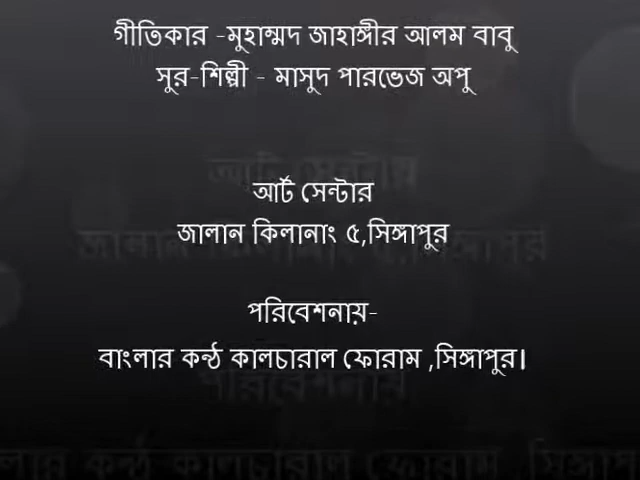 গীতিকার -মুহাম্মদ জাহাঙ্গীর আলম বাবু
সুর-শিল্পী - মাসুদ পারভেজ অপু
আর্ট সেন্টার
জালান কিলানাং ৫,সিঙ্গাপুর
পরিবেশনায়-
বাংলার কন্ঠ কালচারাল ফোরাম ,সিঙ্গাপুর।